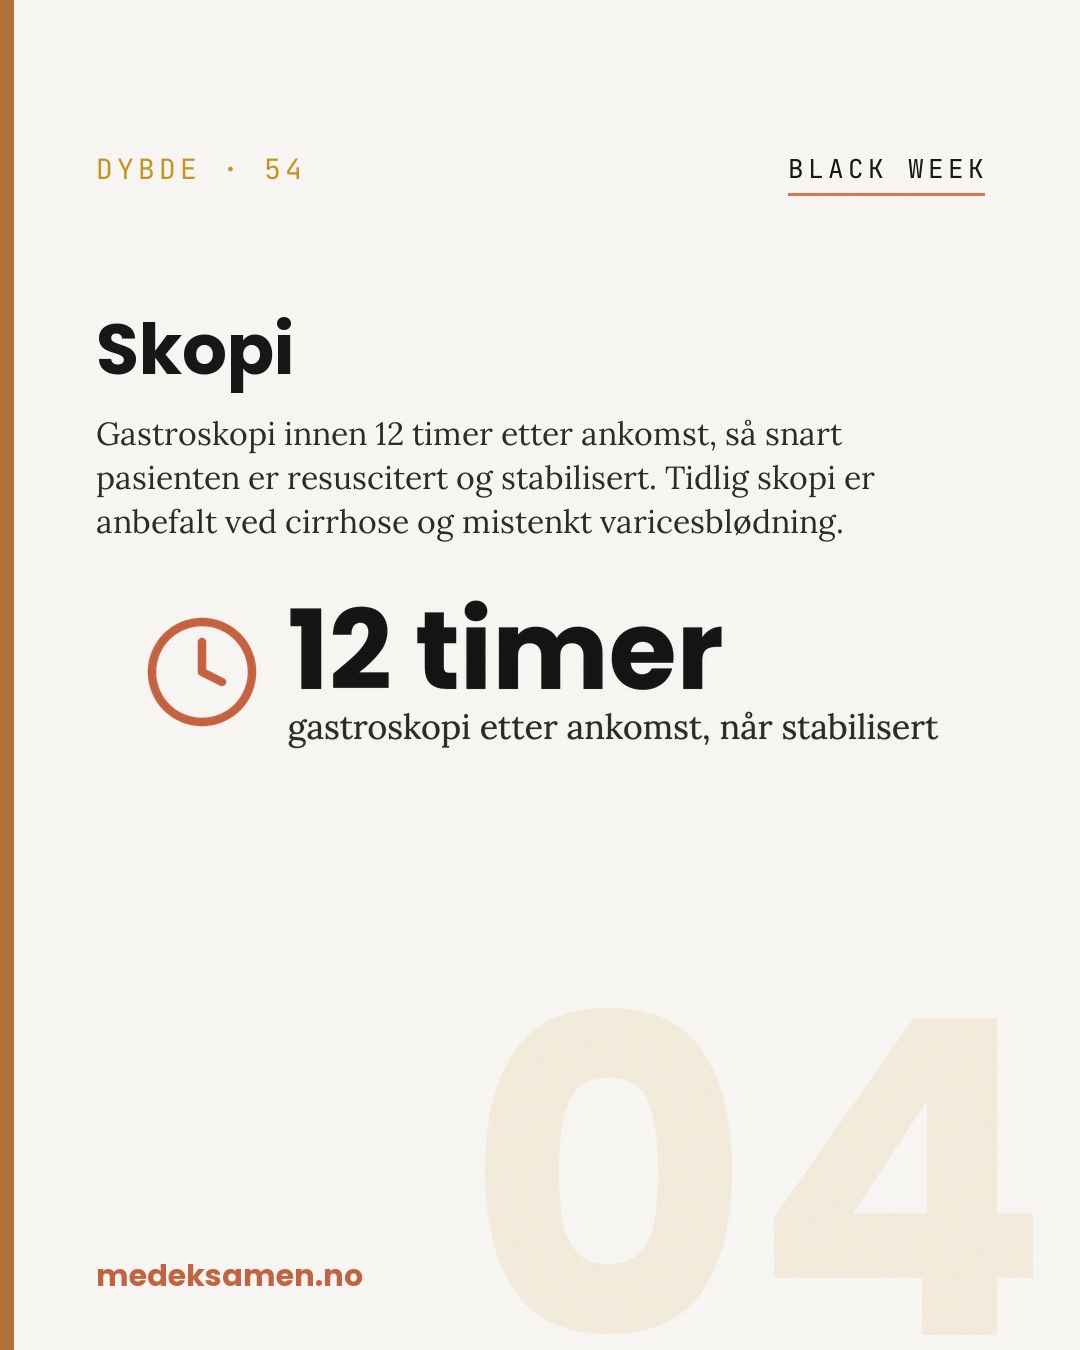 DYBDE · 54
BLACK WEEK
Skopi
Gastroskopi innen 12 timer etter ankomst, så snart
pasienten er resuscitert og stabilisert. Tidlig skopi er
anbefalt ved cirrhose og mistenkt varicesblødning.
12 timer
gastroskopi etter ankomst, når stabilisert
04
medeksamen.no